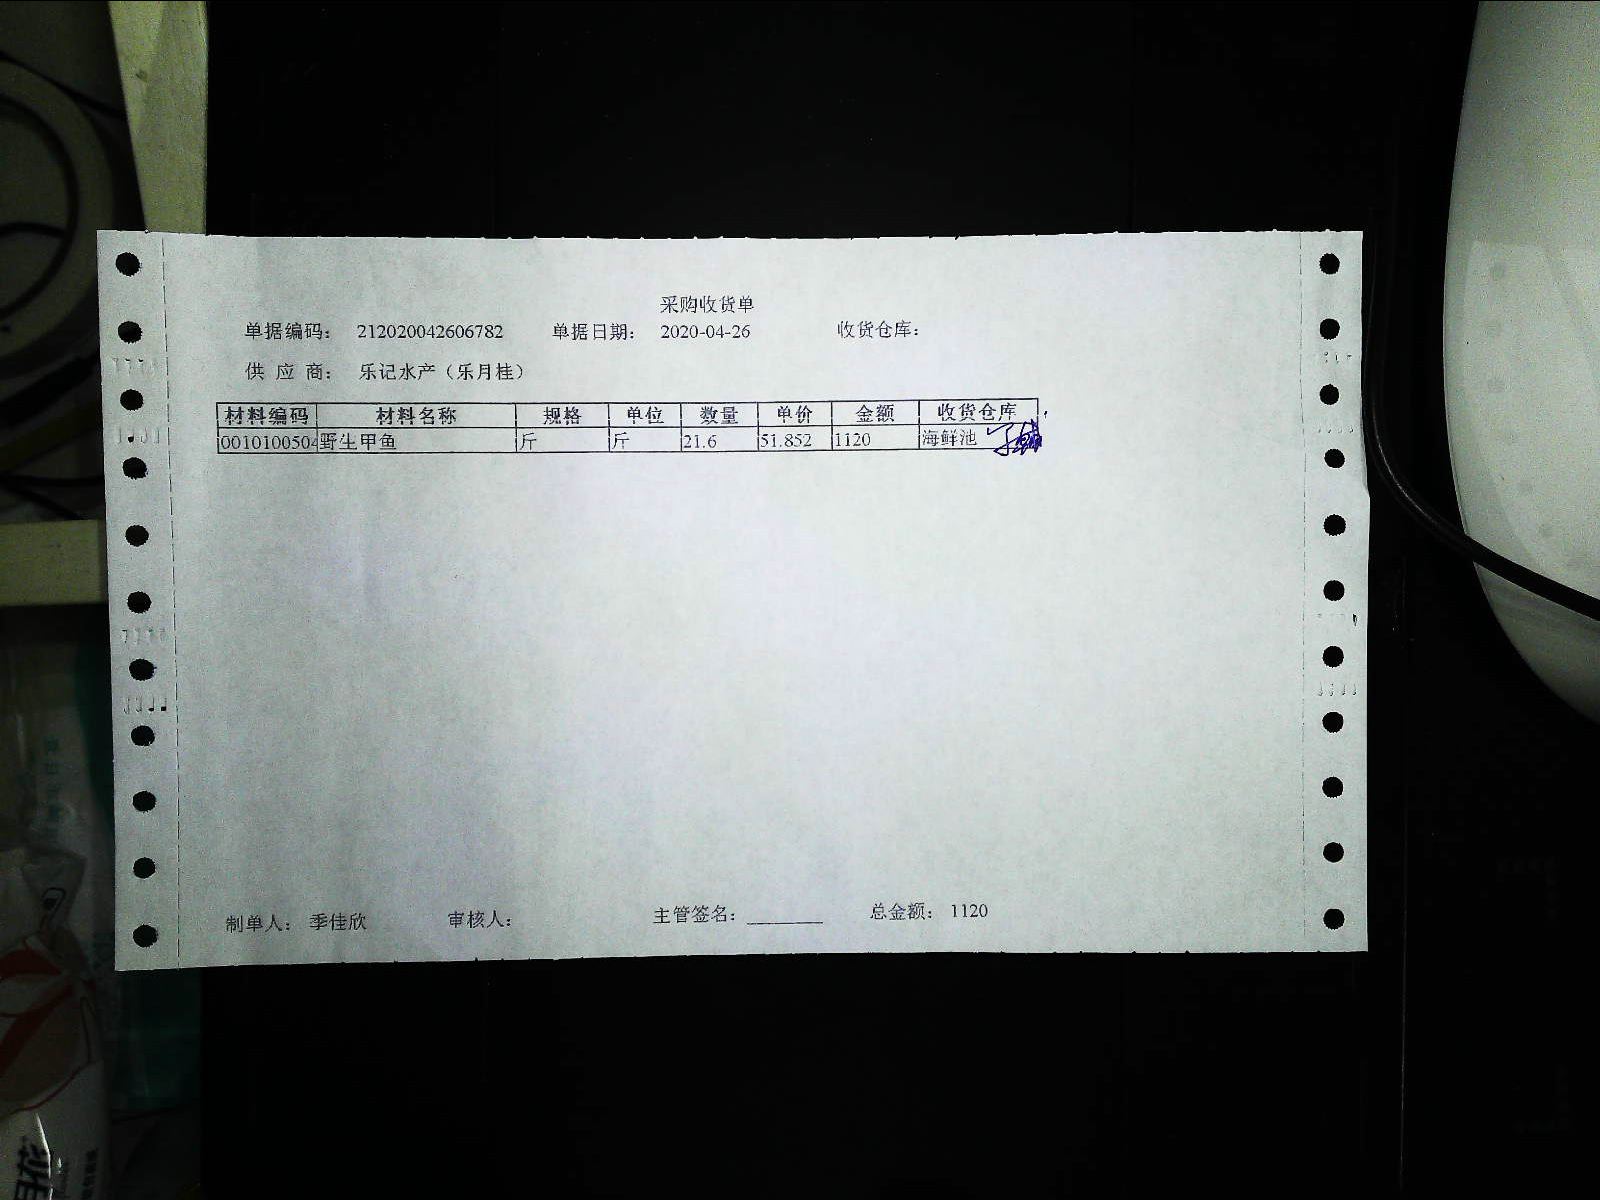 采购收货单
单据编码： 212020042606782 单据日期： 2020-04-26 收货仓库：
供 应 商： 乐记水产（乐月桂）
材料编码 材料名称 规格 单位 数量 单价 金额 收货仓库
0010100504 野生甲鱼 斤 斤 21.6 51.852 1120 海鲜池
制单人： 季佳欣 审核人： 主管签名：________ 总金额： 1120